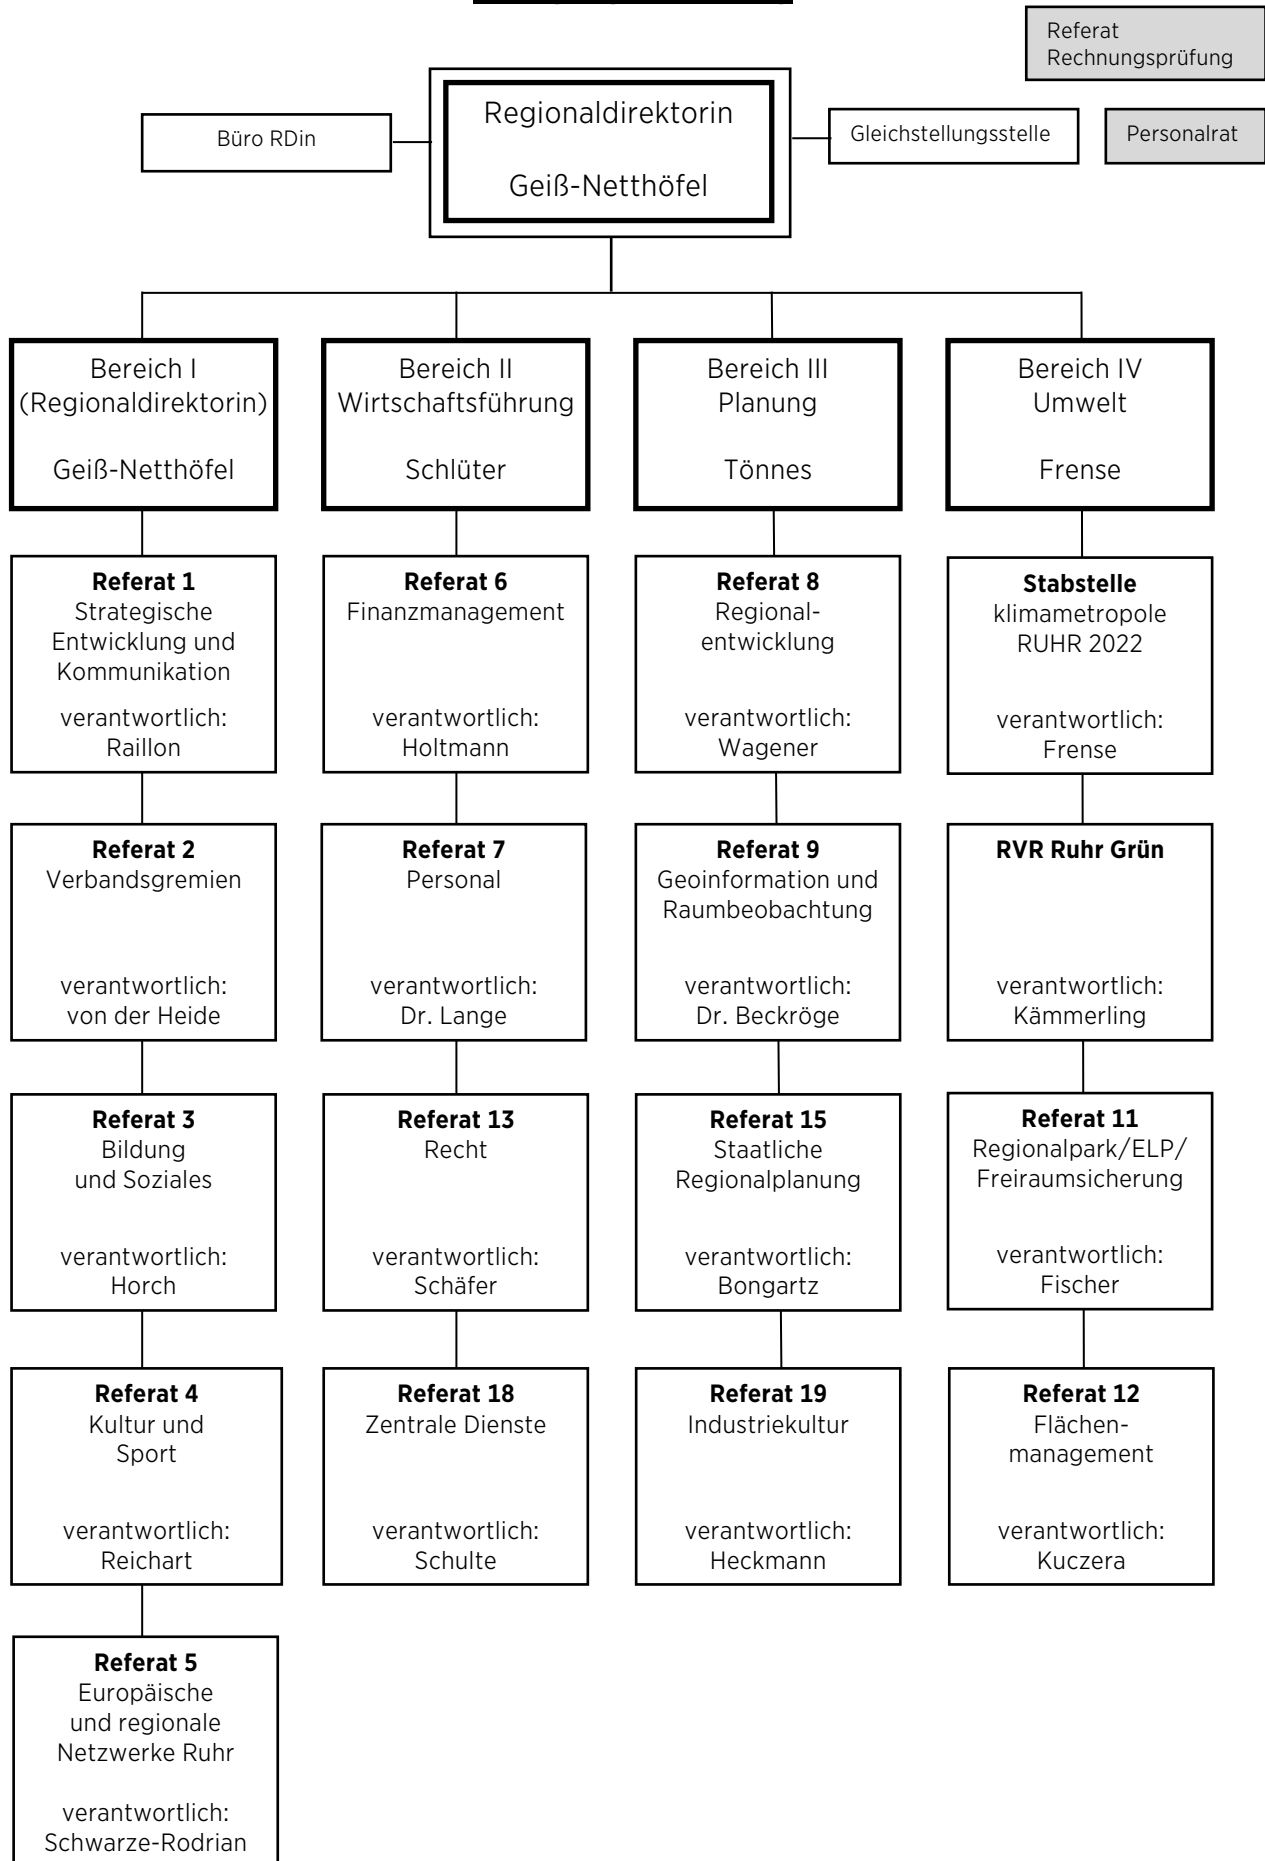 Referat
Rechnungsprüfung
Regionaldirektorin
Geiß-Netthöfel
Büro RDin
Gleichstellungsstelle
Personalrat
Bereich I
(Regionaldirektorin)
Geiß-Netthöfel
Bereich II
Wirtschaftsführung
Schlüter
Bereich III
Planung
Tönnes
Bereich IV
Umwelt
Frense
Referat 1
Strategische
Entwicklung und
Kommunikation
verantwortlich:
Raillon
Referat 6
Finanzmanagement
verantwortlich:
Holtmann
Referat 8
Regional-
entwicklung
verantwortlich:
Wagener
Stabstelle
klimametropole
RUHR 2022
verantwortlich:
Frense
Referat 2
Verbandsgremien
verantwortlich:
von der Heide
Referat 7
Personal
verantwortlich:
Dr. Lange
Referat 9
Geoinformation und
Raumbeobachtung
verantwortlich:
Dr. Beckröge
RVR Ruhr Grün
verantwortlich:
Kämmerling
Referat 3
Bildung
und Soziales
verantwortlich:
Horch
Referat 13
Recht
verantwortlich:
Schäfer
Referat 15
Staatliche
Regionalplanung
verantwortlich:
Bongartz
Referat 11
Regionalpark/ELP/
Freiraumsicherung
verantwortlich:
Fischer
Referat 4
Kultur und
Sport
verantwortlich:
Reichart
Referat 18
Zentrale Dienste
verantwortlich:
Schulte
Referat 19
Industriekultur
verantwortlich:
Heckmann
Referat 12
Flächen-
management
verantwortlich:
Kuczera
Referat 5
Europäische
und regionale
Netzwerke Ruhr
verantwortlich:
Schwarze-Rodrian